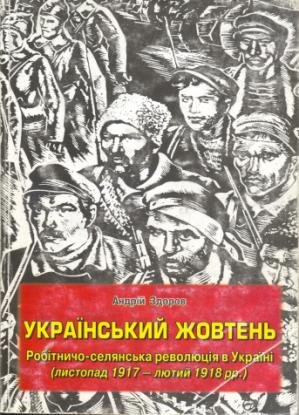 Андрій Здоров
УКРАЇНСЬКИЙ ЖОВТЕНЬ
Робітничо-селянська революція в Україні
(листопад 1917 – лютий 1918 рр.)